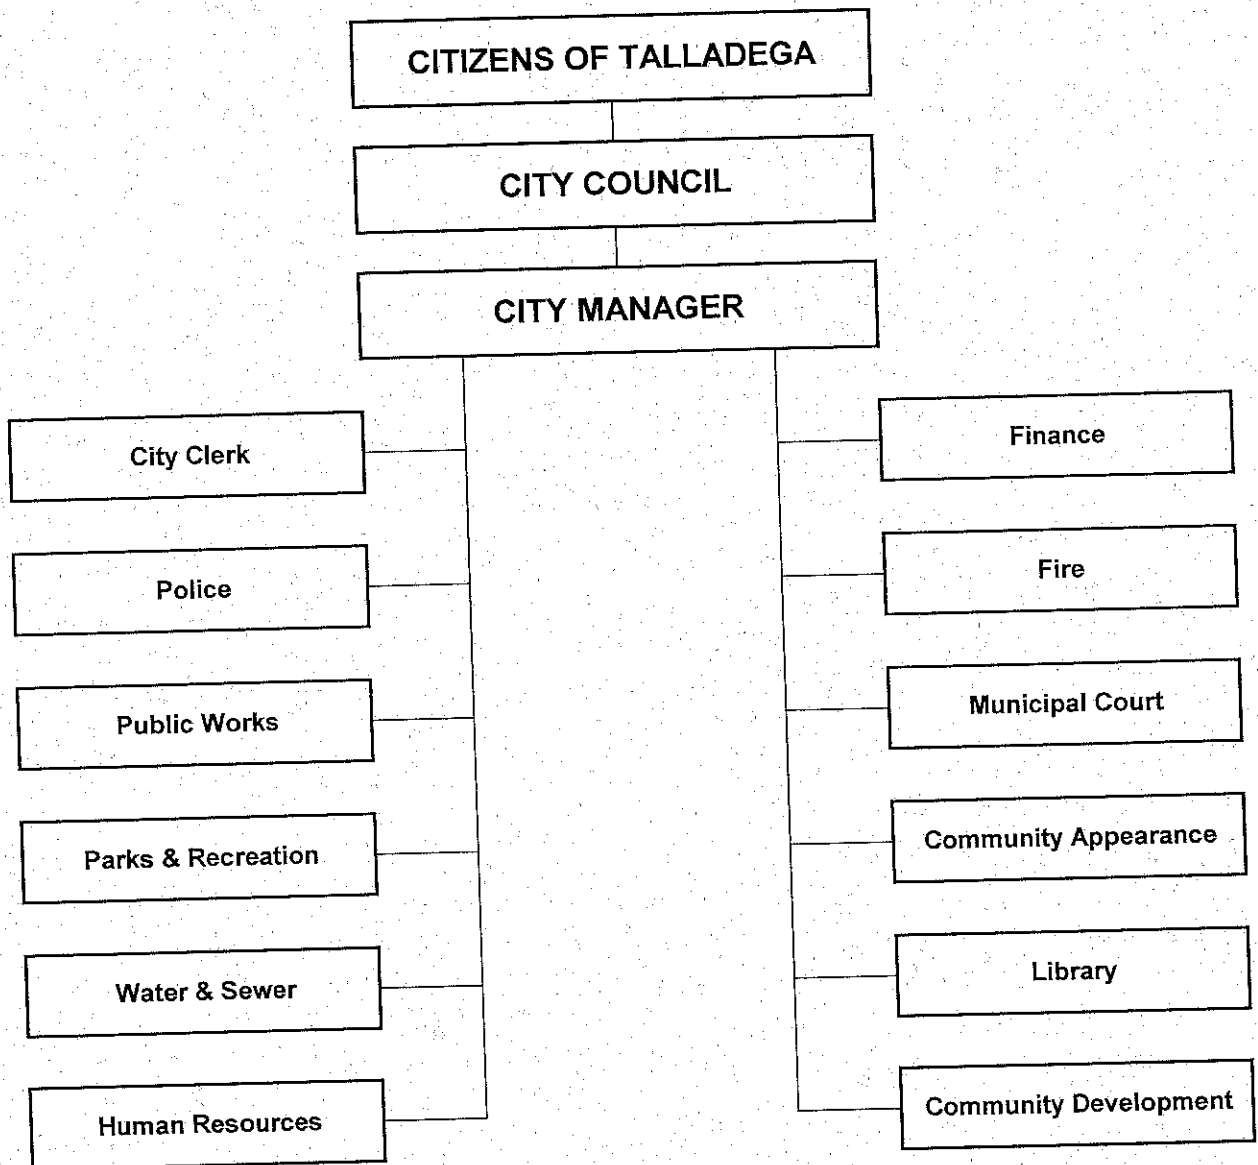 CITIZENS OF TALLADEGA
CITY COUNCIL
CITY MANAGER
City Clerk
Police
Public Works
Parks & Recreation
Water & Sewer
Human Resources
Finance
Fire
Municipal Court
Community Appearance
Library
Community Development